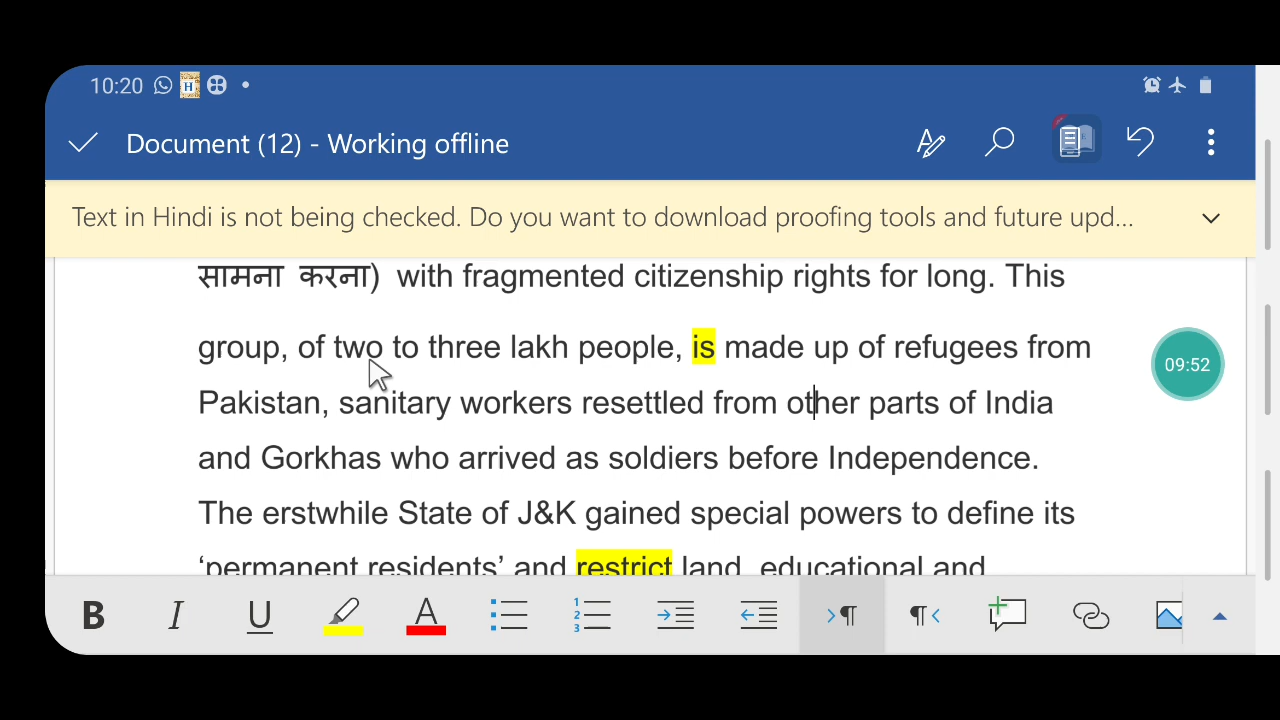 10:20
Document (12) - Working offline
Text in Hindi is not being checked. Do you want to download proofing tools and future upd...
सामना करना) with fragmented citizenship rights for long. This
group, of two to three lakh people, is made up of refugees from
09:52
Pakistan, sanitary workers resettled from other parts of India
and Gorkhas who arrived as soldiers before Independence.
The erstwhile State of J&K gained special powers to define its
‘permanent residents’ and restrict land, educational and
B I U A